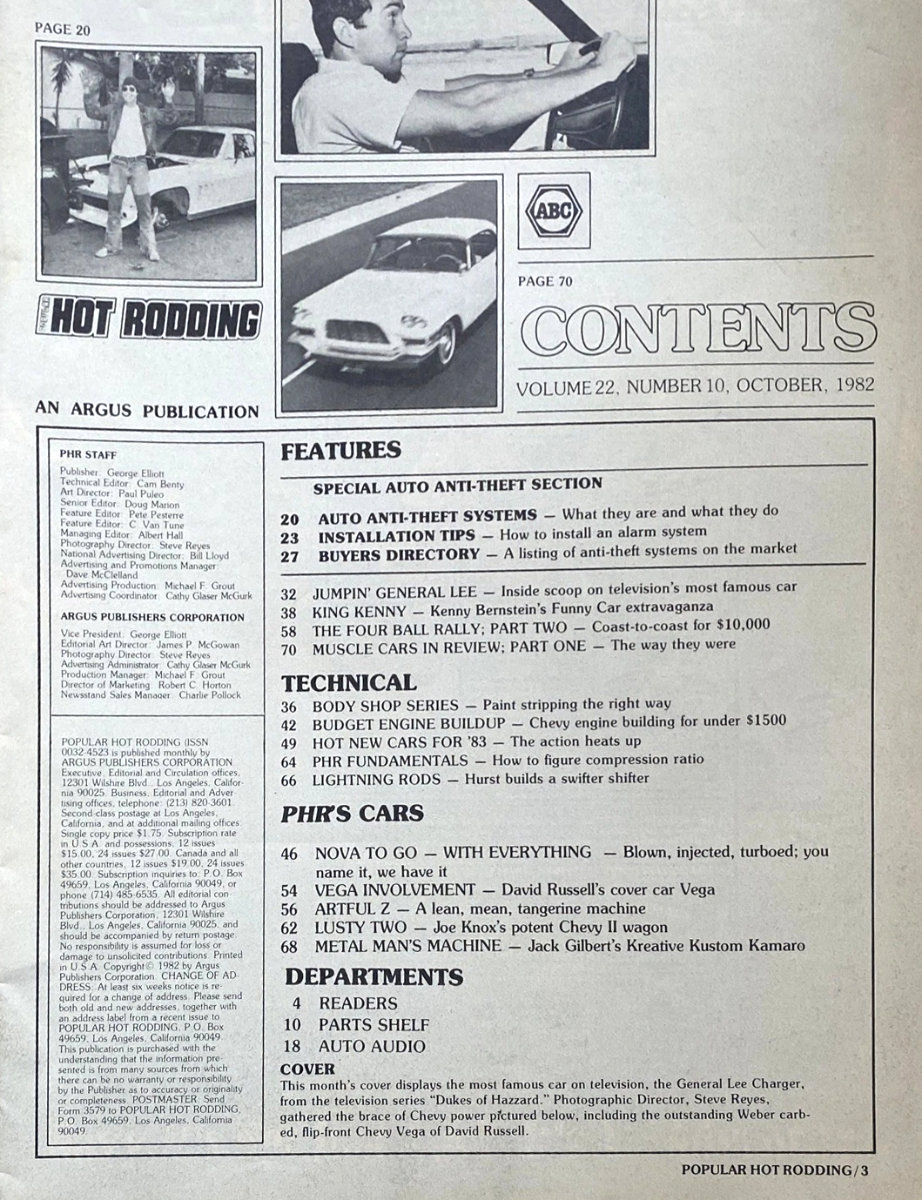 PAGE 20
ABC
PAGE 70
HOT RODDING
CONTENTS
VOLUME 22, NUMBER 10, OCTOBER, 1982
AN ARGUS PUBLICATION
PHR STAFF
Publisher: George Elliott
Technical Editor: Cam Benty
Art Director: Paul Puleo
Senior Editor: Doug Marion
Feature Editor: Pete Pesterre
Feature Editor: C. Van Tune
Managing Editor: Albert Hall
Photography Director: Steve Reyes
National Advertising Director: Bill Lloyd
Advertising and Promotions Manager:
Dave McClelland
Advertising Production: Michael F. Grout
Advertising Coordinator: Cathy Glaser McGurk
ARGUS PUBLISHERS CORPORATION
Vice President: George Elliott
Editorial Art Director: James P. McGowan
Photography Director: Steve Reyes
Advertising Administrator: Cathy Glaser McGurk
Production Manager: Michael F. Grout
Director of Marketing: Robert C. Horton
Newsstand Sales Manager: Charlie Pollock
POPULAR HOT RODDING (ISSN
0032-4523 is published monthly by
ARGUS PUBLISHERS CORPORATION.
Executive, Editorial and Circulation offices,
12301 Wilshire Blvd., Los Angeles, Califor-
nia 90025. Business, Editorial and Adver-
tising offices, telephone: (213) 820-3601.
Second-class postage at Los Angeles,
California, and at additional mailing offices.
Single copy price $1.75. Subscription rate
in U.S.A. and possessions, 12 issues
$15.00, 24 issues $27.00. Canada and all
other countries, 12 issues $19.00, 24 issues
$35.00. Subscription inquiries to: P.O. Box
49659, Los Angeles, California 90049, or
phone (714) 485-6535. All editorial con-
tributions should be addressed to Argus
Publishers Corporation, 12301 Wilshire
Blvd., Los Angeles, California 90025, and
should be accompanied by return postage.
No responsibility is assumed for loss or
damage to unsolicited contributions. Printed
in U.S.A. Copyright © 1982 by Argus
Publishers Corporation. CHANGE OF AD-
DRESS: At least six weeks notice is re-
quired for a change of address. Please send
both old and new addresses, together with
an address label from a recent issue to
POPULAR HOT RODDING, P.O. Box
49659, Los Angeles, California 90049.
This publication is purchased with the
understanding that the information pre-
sented is from many sources from which
there can be no warranty or responsibility
by the Publisher as to accuracy or originality
or completeness. POSTMASTER: Send
Form 3579 to POPULAR HOT RODDING,
P.O. Box 49659, Los Angeles, California
90049.
FEATURES
SPECIAL AUTO ANTI-THEFT SECTION
20 AUTO ANTI-THEFT SYSTEMS — What they are and what they do
23 INSTALLATION TIPS — How to install an alarm system
27 BUYERS DIRECTORY — A listing of anti-theft systems on the market
32 JUMPIN' GENERAL LEE — Inside scoop on television's most famous car
38 KING KENNY — Kenny Bernstein's Funny Car extravaganza
58 THE FOUR BALL RALLY; PART TWO — Coast-to-coast for $10,000
70 MUSCLE CARS IN REVIEW; PART ONE — The way they were
TECHNICAL
36 BODY SHOP SERIES — Paint stripping the right way
42 BUDGET ENGINE BUILDUP — Chevy engine building for under $1500
49 HOT NEW CARS FOR '83 — The action heats up
64 PHR FUNDAMENTALS — How to figure compression ratio
66 LIGHTNING RODS — Hurst builds a swifter shifter
PHR'S CARS
46 NOVA TO GO — WITH EVERYTHING — Blown, injected, turboed; you
name it, we have it
54 VEGA INVOLVEMENT — David Russell's cover car Vega
56 ARTFUL Z — A lean, mean, tangerine machine
62 LUSTY TWO — Joe Knox's potent Chevy II wagon
68 METAL MAN'S MACHINE — Jack Gilbert's Kreative Kustom Kamaro
DEPARTMENTS
4 READERS
10 PARTS SHELF
18 AUTO AUDIO
COVER
This month's cover displays the most famous car on television, the General Lee Charger,
from the television series "Dukes of Hazzard." Photographic Director, Steve Reyes,
gathered the brace of Chevy power pictured below, including the outstanding Weber carb-
ed, flip-front Chevy Vega of David Russell.
POPULAR HOT RODDING/3